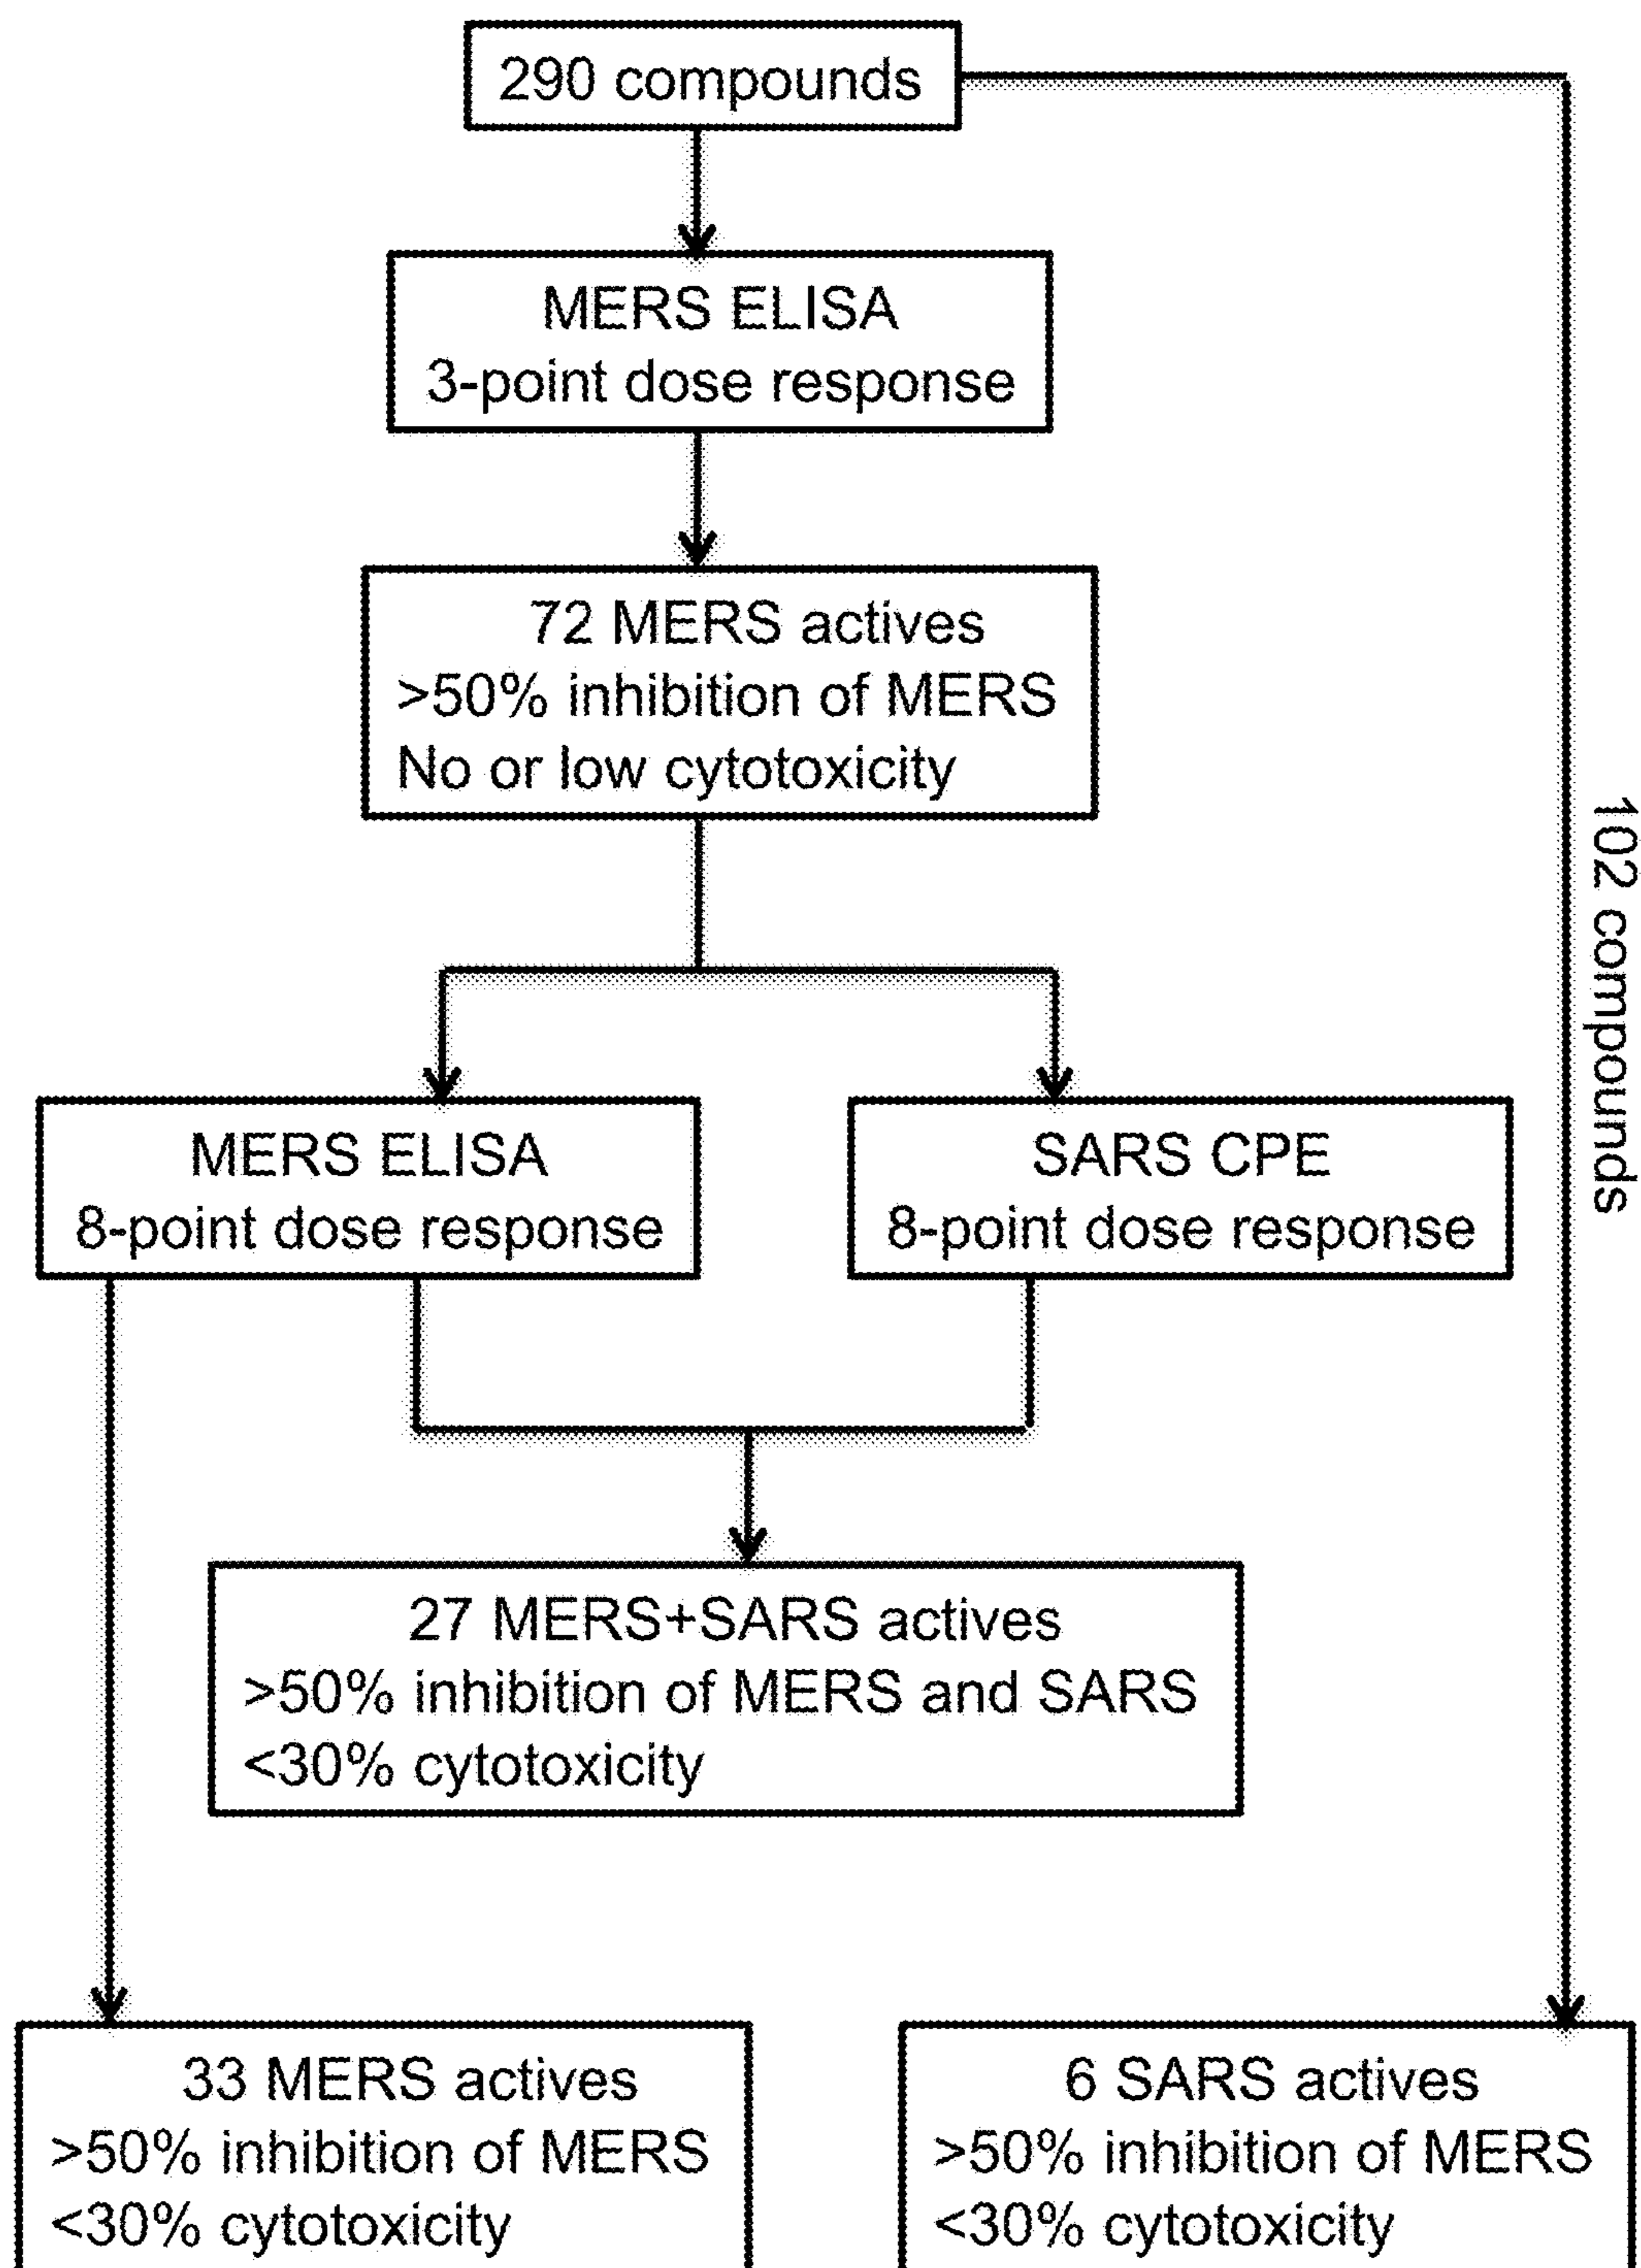 290 compounds
MERS ELISA
3-point dose response
72 MERS actives
>50% inhibition of MERS
No or low cytotoxicity
102 compounds
MERS ELISA
8-point dose response
SARS CPE
8-point dose response
27 MERS+SARS actives
>50% inhibition of MERS and SARS
<30% cytotoxicity
33 MERS actives
>50% inhibition of MERS
<30% cytotoxicity
6 SARS actives
>50% inhibition of MERS
<30% cytotoxicity